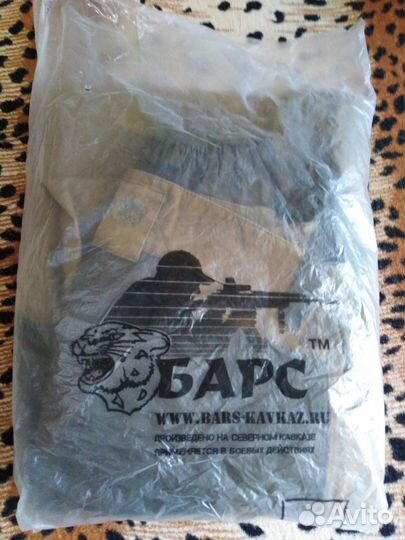 БАРС ™
WWW.BARS-KAVKAZ.RU
ПРОИЗВЕДЕНО НА СЕВЕРНОМ КАВКАЗЕ
ПРИМЕНЯЕТСЯ В БОЕВЫХ ДЕЙСТВИЯХ
Avito